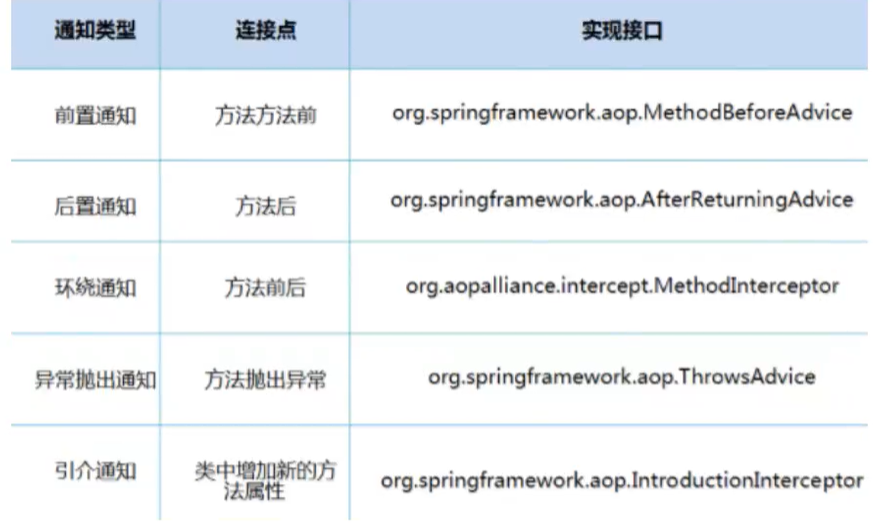 通知类型 连接点 实现接口
前置通知 方法方法前 org.springframework.aop.MethodBeforeAdvice
后置通知 方法后 org.springframework.aop.AfterReturningAdvice
环绕通知 方法前后 org.aopalliance.intercept.MethodInterceptor
异常抛出通知 方法抛出异常 org.springframework.aop.ThrowsAdvice
引介通知 类中增加新的方
法属性 org.springframework.aop.IntroductionInterceptor